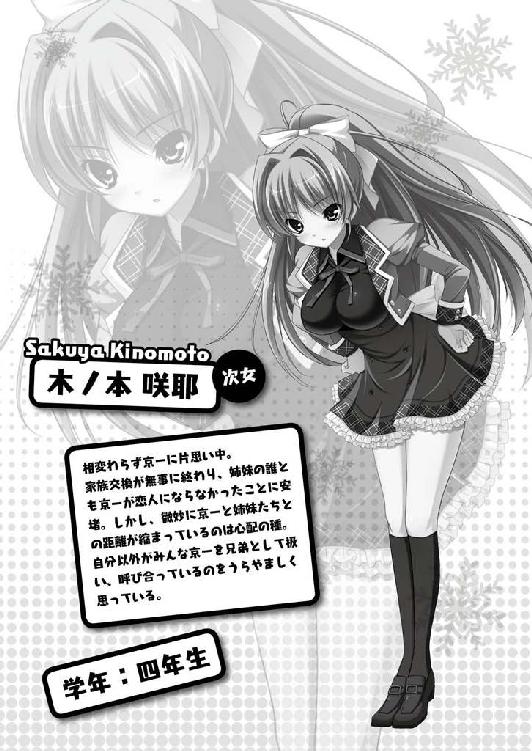 Sakuya Kinomoto
木ノ本 咲耶
次女
相変わらず京一に片思い中。
家族交換が無事に終わり、姉妹の誰と
も京一が恋人にならなかったことに安
堵。しかし、微妙に京一と姉妹たちと
の距離が縮まっているのは心配の種。
自分以外がみんな京一を兄弟として扱
い、呼び合っているのをうらやましく
思っている。
学年：四年生